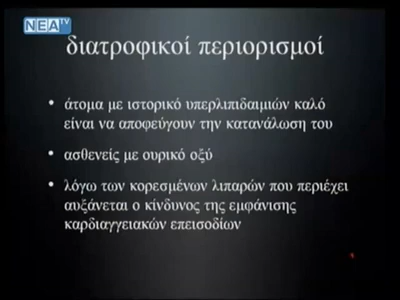 ΝΕΑ TV
διατροφικοί περιορισμοί
• άτομα με ιστορικό υπερλιπιδαιμιών καλό
είναι να αποφεύγουν την κατανάλωση του
• ασθενείς με ουρικό οξύ
• λόγω των κορεσμένων λιπαρών που περιέχει
αυξάνεται ο κίνδυνος της εμφάνισης
καρδιαγγειακών επεισοδίων